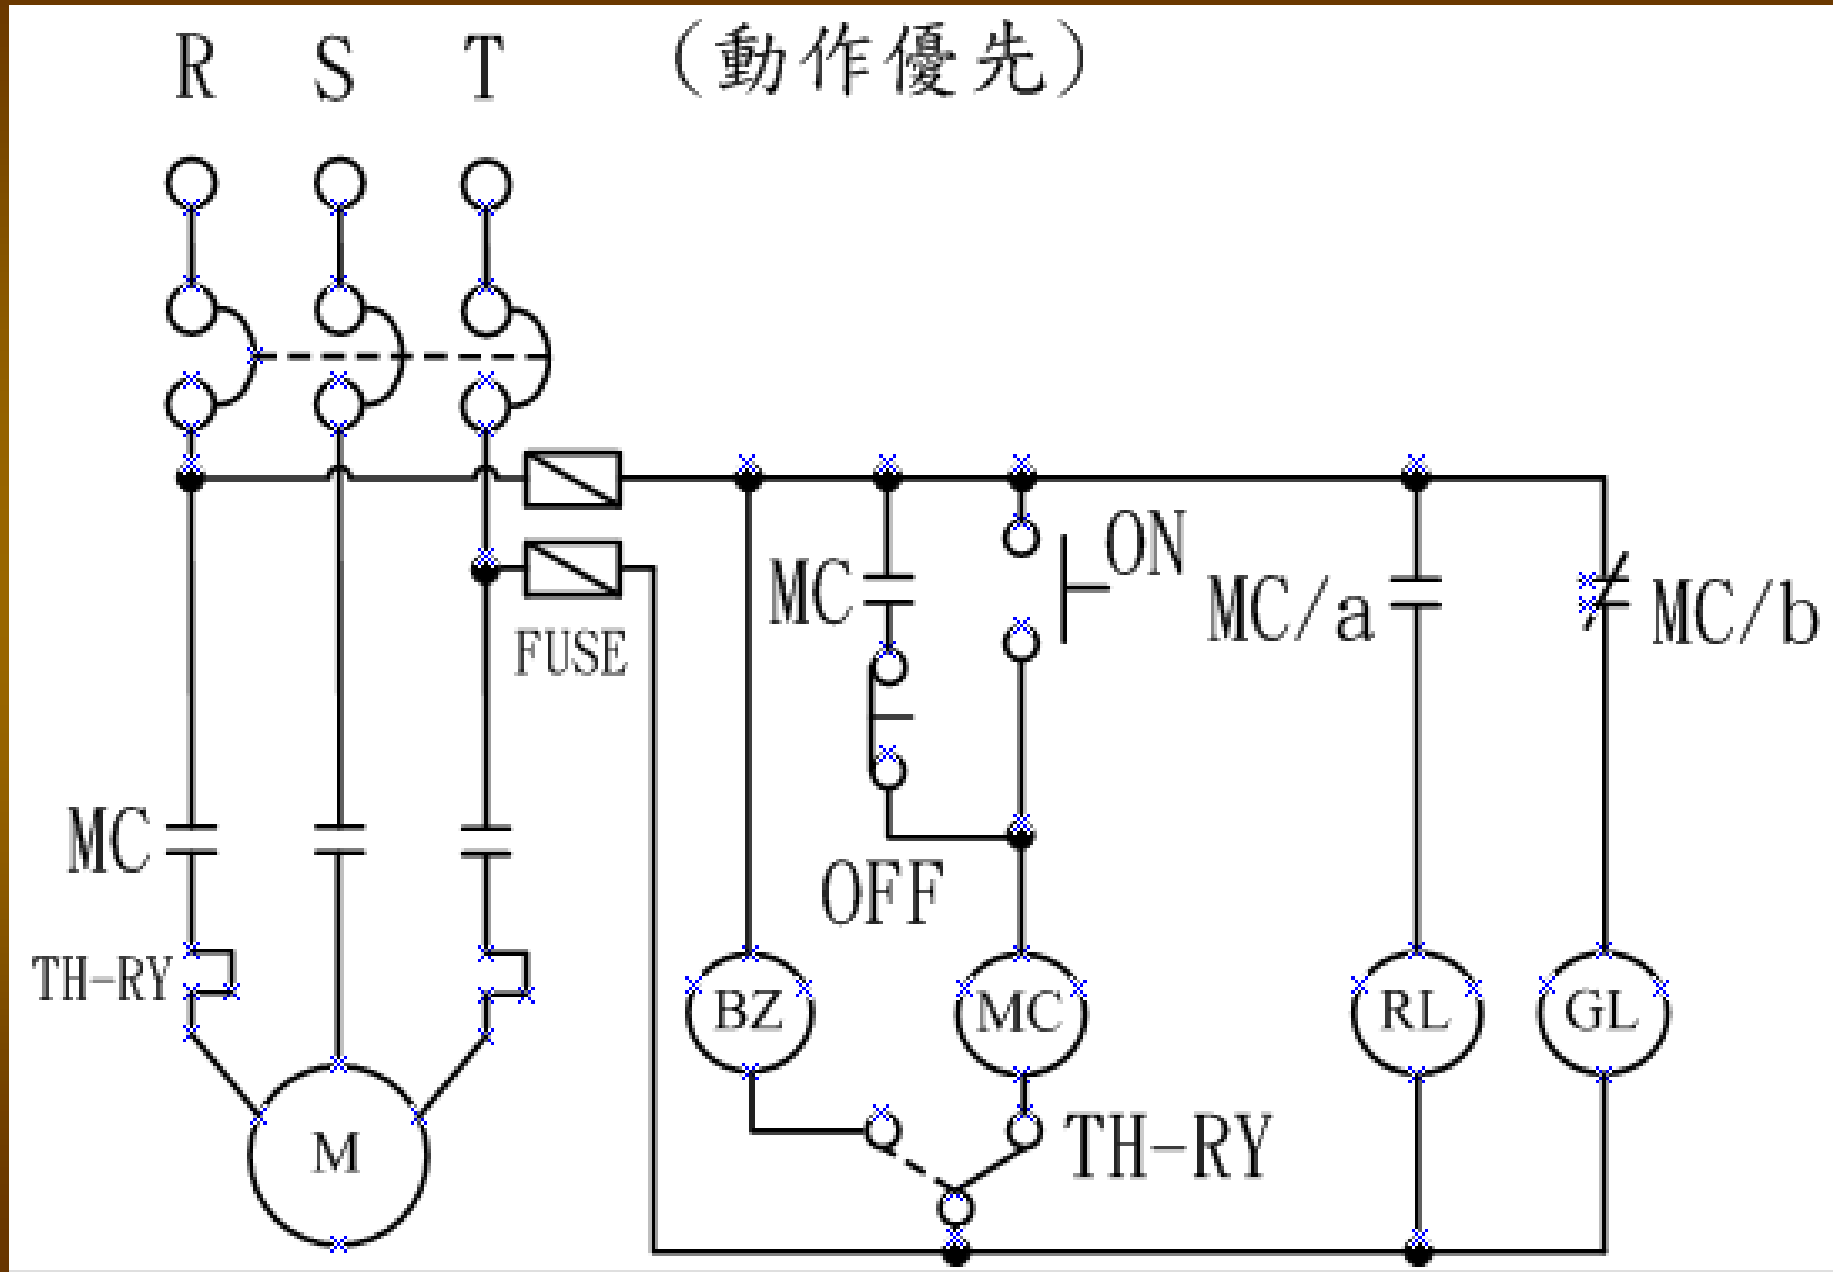 R S T (動作優先)
ON
MC
MC/a
MC/b
FUSE
MC
OFF
TH-RY
BZ
MC
RL
GL
TH-RY
M